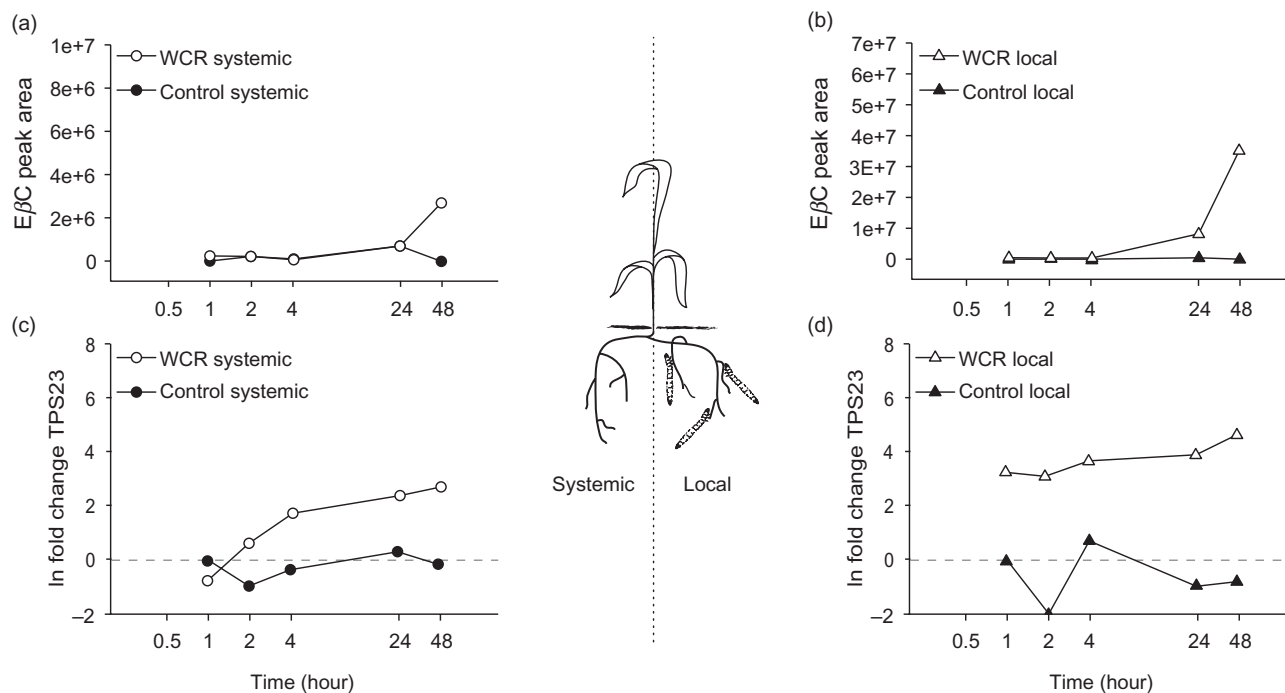 (a)
WCR systemic
Control systemic
EβC peak area
1e+7
8e+6
6e+6
4e+6
2e+6
0
0.5 1 2 4 24 48
(b)
WCR local
Control local
EβC peak area
7e+7
6e+7
5e+7
4e+7
3E+7
2e+7
1e+7
0
0.5 1 2 4 24 48
(c)
WCR systemic
Control systemic
ln fold change TPS23
8
6
4
2
0
–2
0.5 1 2 4 24 48
Time (hour)
Systemic Local
(d)
WCR local
Control local
ln fold change TPS23
8
6
4
2
0
–2
0.5 1 2 4 24 48
Time (hour)